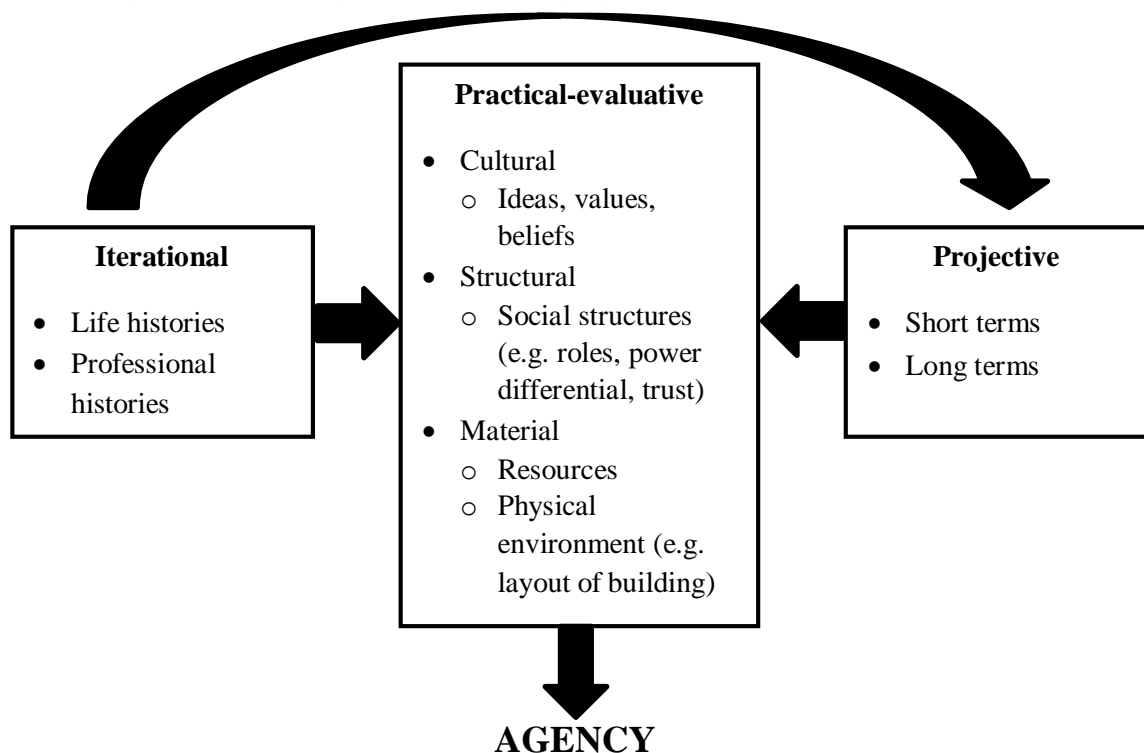 Iterational
• Life histories
• Professional
histories
Practical-evaluative
• Cultural
o Ideas, values,
beliefs
• Structural
o Social structures
(e.g. roles, power
differential, trust)
• Material
o Resources
o Physical
environment (e.g.
layout of building)
Projective
• Short terms
• Long terms
AGENCY